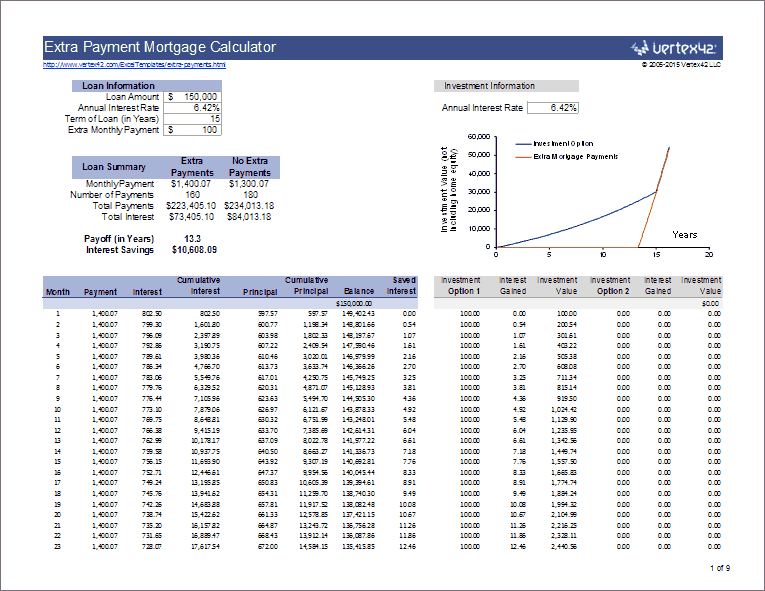 Extra Payment Mortgage Calculator
vertex42
http://www.vertex42.com/ExcelTemplates/extra-payments.html
© 2005-2015 Vertex42 LLC
Loan Information
Loan Amount $ 150,000
Annual Interest Rate 6.42%
Term of Loan (in Years) 15
Extra Monthly Payment $ 100
Investment Information
Annual Interest Rate 6.42%
Loan Summary Extra Payments No Extra Payments
Monthly Payment $1,400.07 $1,300.07
Number of Payments 160 180
Total Payments $223,405.10 $234,013.18
Total Interest $73,405.10 $84,013.18
Payoff (in Years) 13.3
Interest Savings $10,608.09
Investment Value (not including home equity)
60,000
50,000
40,000
30,000
20,000
10,000
0
Investment Option
Extra Mortgage Payments
Years
0 5 10 15 20
Month Payment Interest Cumulative Interest Principal Cumulative Principal Balance Saved Interest Investment Option 1 Interest Gained Investment Value Investment Option 2 Interest Gained Investment Value
$150,000.00 $0.00
1 1,400.07 802.50 802.50 597.57 597.57 149,402.43 0.00 100.00 0.00 100.00 0.00 0.00 0.00
2 1,400.07 799.30 1,601.80 600.77 1,198.34 148,801.66 0.54 100.00 0.54 200.54 0.00 0.00 0.00
3 1,400.07 796.09 2,397.89 603.98 1,802.33 148,197.67 1.07 100.00 1.07 301.61 0.00 0.00 0.00
4 1,400.07 792.86 3,190.75 607.22 2,409.54 147,590.46 1.61 100.00 1.61 403.22 0.00 0.00 0.00
5 1,400.07 789.61 3,980.36 610.46 3,020.01 146,979.99 2.16 100.00 2.16 505.38 0.00 0.00 0.00
6 1,400.07 786.34 4,766.70 613.73 3,633.74 146,366.26 2.70 100.00 2.70 608.08 0.00 0.00 0.00
7 1,400.07 783.06 5,549.76 617.01 4,250.75 145,749.25 3.25 100.00 3.25 711.34 0.00 0.00 0.00
8 1,400.07 779.76 6,329.52 620.31 4,871.07 145,128.93 3.81 100.00 3.81 815.14 0.00 0.00 0.00
9 1,400.07 776.44 7,105.96 623.63 5,494.70 144,505.30 4.36 100.00 4.36 919.50 0.00 0.00 0.00
10 1,400.07 773.10 7,879.06 626.97 6,121.67 143,878.33 4.92 100.00 4.92 1,024.42 0.00 0.00 0.00
11 1,400.07 769.75 8,648.81 630.32 6,751.99 143,248.01 5.48 100.00 5.48 1,129.90 0.00 0.00 0.00
12 1,400.07 766.38 9,415.19 633.70 7,385.69 142,614.31 6.04 100.00 6.04 1,235.95 0.00 0.00 0.00
13 1,400.07 762.99 10,178.17 637.09 8,022.78 141,977.22 6.61 100.00 6.61 1,342.56 0.00 0.00 0.00
14 1,400.07 759.58 10,937.75 640.50 8,663.27 141,336.73 7.18 100.00 7.18 1,449.74 0.00 0.00 0.00
15 1,400.07 756.15 11,693.90 643.92 9,307.19 140,692.81 7.76 100.00 7.76 1,557.50 0.00 0.00 0.00
16 1,400.07 752.71 12,446.61 647.37 9,954.56 140,045.44 8.33 100.00 8.33 1,665.83 0.00 0.00 0.00
17 1,400.07 749.24 13,195.85 650.83 10,605.39 139,394.61 8.91 100.00 8.91 1,774.74 0.00 0.00 0.00
18 1,400.07 745.76 13,941.62 654.31 11,259.70 138,740.30 9.49 100.00 9.49 1,884.24 0.00 0.00 0.00
19 1,400.07 742.26 14,683.88 657.81 11,917.52 138,082.48 10.08 100.00 10.08 1,994.32 0.00 0.00 0.00
20 1,400.07 738.74 15,422.62 661.33 12,578.85 137,421.15 10.67 100.00 10.67 2,104.99 0.00 0.00 0.00
21 1,400.07 735.20 16,157.82 664.87 13,243.72 136,756.28 11.26 100.00 11.26 2,216.25 0.00 0.00 0.00
22 1,400.07 731.65 16,889.47 668.43 13,912.14 136,087.86 11.86 100.00 11.86 2,328.11 0.00 0.00 0.00
23 1,400.07 728.07 17,617.54 672.00 14,584.15 135,415.85 12.46 100.00 12.46 2,440.56 0.00 0.00 0.00
1 of 9